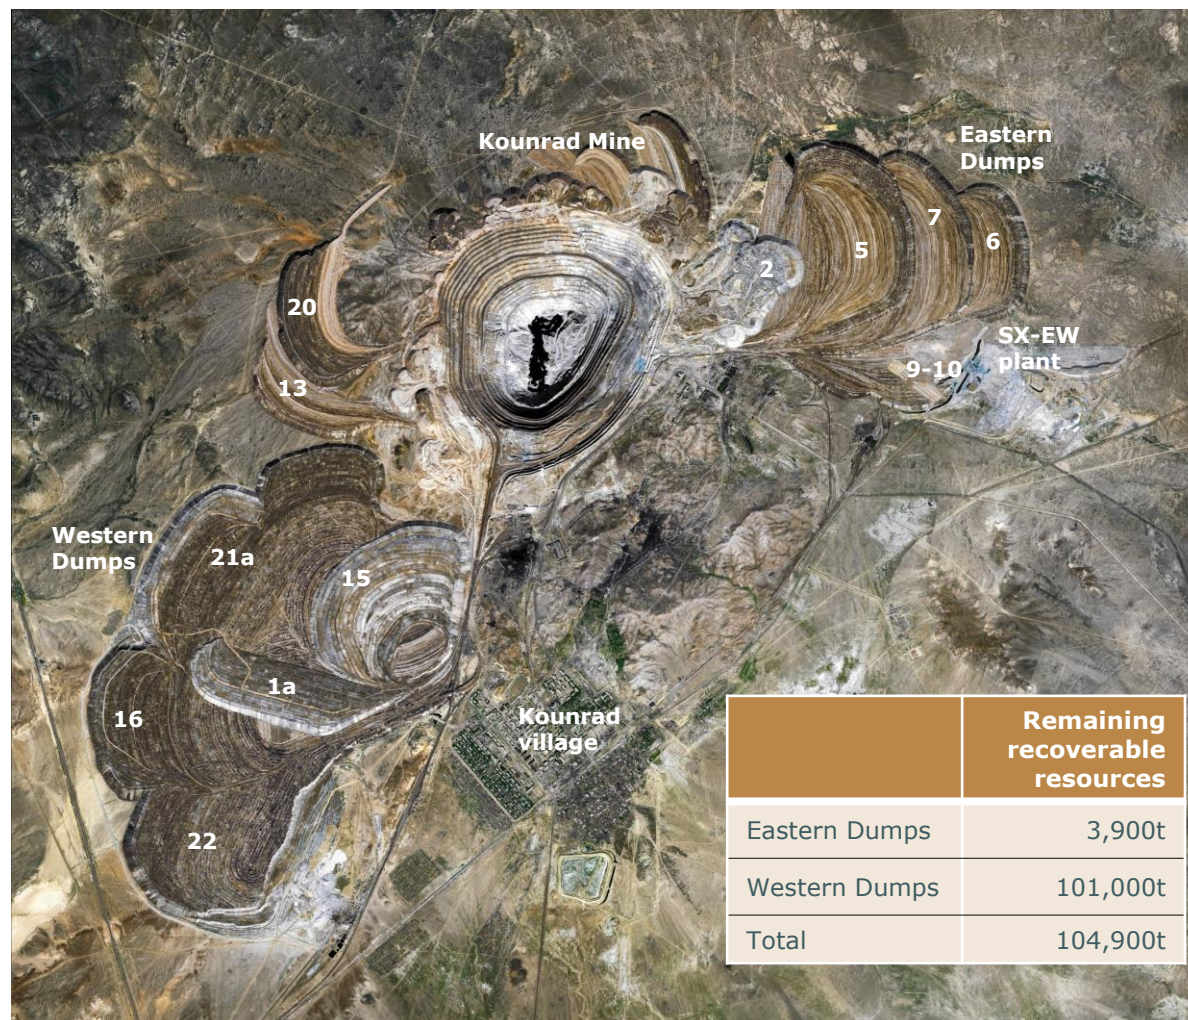 Kounrad Mine
Eastern
Dumps
7
5
6
2
20
SX-EW
plant
9-10
13
Western
Dumps
21a
15
1a
16
Kounrad
village
22
Remaining
recoverable
resources
Eastern Dumps 3,900t
Western Dumps 101,000t
Total 104,900t